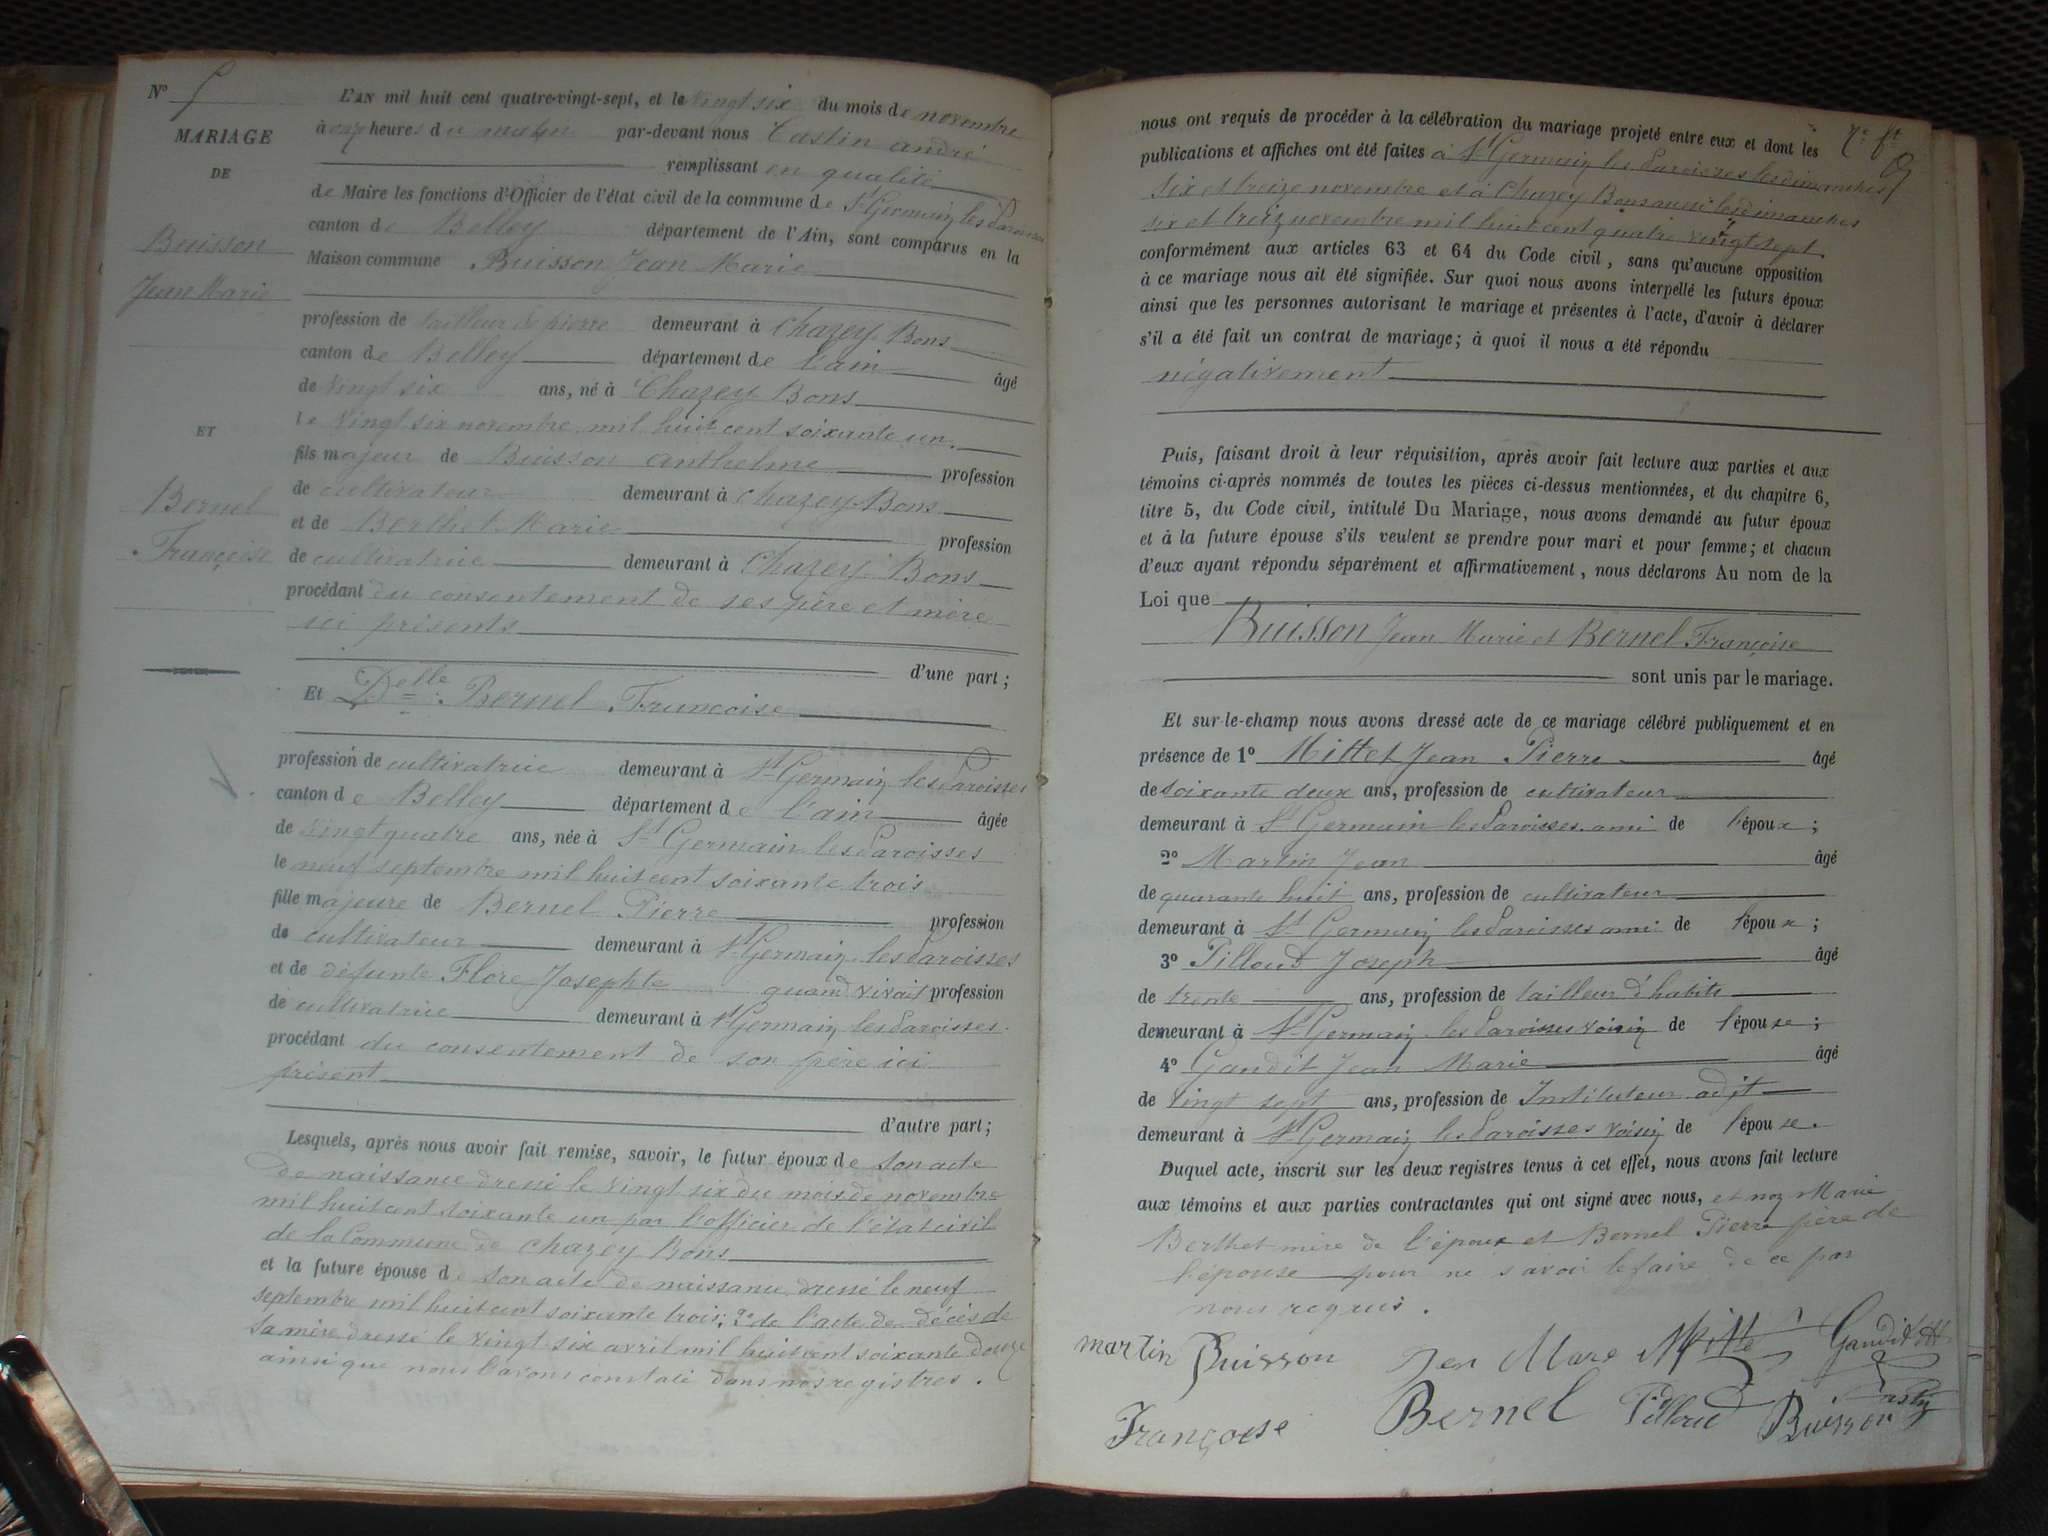 N° 5
MARIAGE
DE
Buisson
Jean Marie
ET
Bernel
Françoise
L'AN mil huit cent quatre-vingt-sept, et le vingt six du mois de novembre
à onze heures du matin par-devant nous Castin andré
remplissant en qualité
de Maire les fonctions d'Officier de l'état civil de la commune de St Germain les Paroisses
canton de Belley département de l'Ain, sont comparus en la
Maison commune Buisson Jean Marie
profession de tailleur de pierre demeurant à Chazey-Bons
canton de Belley département de l'ain âgé
de vingt six ans, né à Chazey Bons
le vingt six novembre mil huit cent soixante un.
fils majeur de Buisson anthelme profession
de cultivateur demeurant à Chazey-Bons
et de Berthet Marie profession
de cultivatrice demeurant à Chazey Bons
procédant du consentement de ses père et mère
ici présents
d'une part ;
Et Delle Bernel Françoise
profession de cultivatrice demeurant à St Germain les Paroisses
canton de Belley département de l'ain âgée
de vingt quatre ans, née à St Germain les Paroisses
le neuf septembre mil huit cent soixante trois
fille majeure de Bernel Pierre profession
de cultivateur demeurant à St Germain les Paroisses
et de défunte Flore Josephte quand vivait profession
de cultivatrice demeurant à St Germain les Paroisses.
procédant du consentement de son père ici
présent
d'autre part ;
Lesquels, après nous avoir fait remise, savoir, le futur époux de son acte
de naissance dressé le vingt six du mois de novembre
mil huit cent soixante un par l'officier de l'état civil
de la Commune de Chazey Bons
et la future épouse de son acte de naissance dressé le neuf
septembre mil huit cent soixante trois; 2° de l'acte de décès de
sa mère dressé le vingt six avril mil huit cent soixante douze
ainsi que nous l'avons constaté dans nos registres.
nous ont requis de procéder à la célébration du mariage projeté entre eux et dont les
publications et affiches ont été faites à St Germain les Paroisses les dimanches
six et treize novembre et à Chazey Bons aussi les dimanches
six et treize novembre mil huit cent quatre vingt sept
conformément aux articles 63 et 64 du Code civil, sans qu'aucune opposition
à ce mariage nous ait été signifiée. Sur quoi nous avons interpellé les futurs époux
ainsi que les personnes autorisant le mariage et présentes à l'acte, d'avoir à déclarer
s'il a été fait un contrat de mariage ; à quoi il nous a été répondu
négativement
Puis, faisant droit à leur réquisition, après avoir fait lecture aux parties et aux
témoins ci-après nommés de toutes les pièces ci-dessus mentionnées, et du chapitre 6,
titre 5, du Code civil, intitulé Du Mariage, nous avons demandé au futur époux
et à la future épouse s'ils veulent se prendre pour mari et pour femme ; et chacun
d'eux ayant répondu séparément et affirmativement, nous déclarons Au nom de la
Loi que
Buisson Jean Marie et Bernel Françoise
sont unis par le mariage.
Et sur-le-champ nous avons dressé acte de ce mariage célébré publiquement et en
présence de 1° Mittet Jean Pierre âgé
de soixante deux ans, profession de cultivateur
demeurant à St Germain les Paroisses ami de l'époux ;
2° Martin Jean âgé
de quarante huit ans, profession de cultivateur
demeurant à St Germain les Paroisses ami de l'époux ;
3° Pilloud Joseph âgé
de trente ans, profession de tailleur d'habits
demeurant à St Germain les Paroisses voisin de l'épouse ;
4° Gandit Jean Marie âgé
de vingt sept ans, profession de Instituteur adjt
demeurant à St Germain les Paroisses voisin de l'épouse.
Duquel acte, inscrit sur les deux registres tenus à cet effet, nous avons fait lecture
aux témoins et aux parties contractantes qui ont signé avec nous, et non Marie
Berthet mère de l'époux et Bernel Pierre père de
l'épouse pour ne savoir le faire de ce par
nous requis.
martin Buisson Jen Mare Mitte Gandit
Françoise Bernel Pilloud Buisson Castin